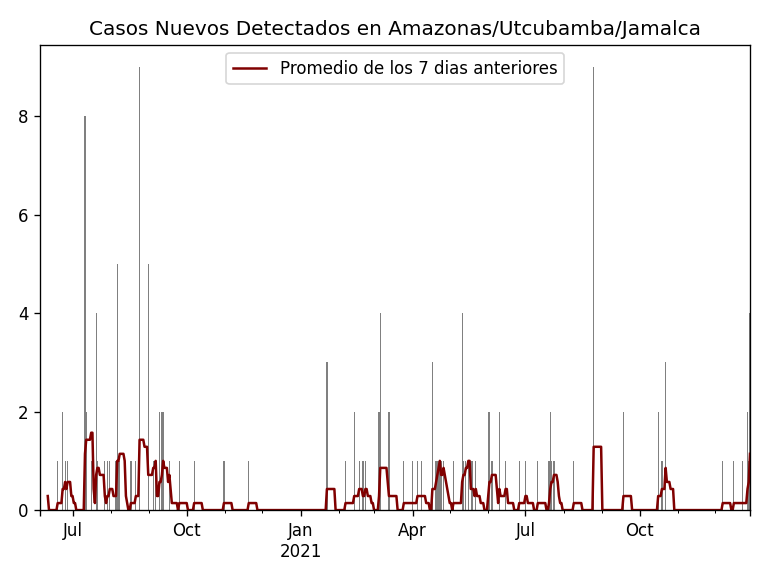 Casos Nuevos Detectados en Amazonas/Utcubamba/Jamalca
Promedio de los 7 dias anteriores
8
6
4
2
0
Jul Oct Jan Apr Jul Oct
2021